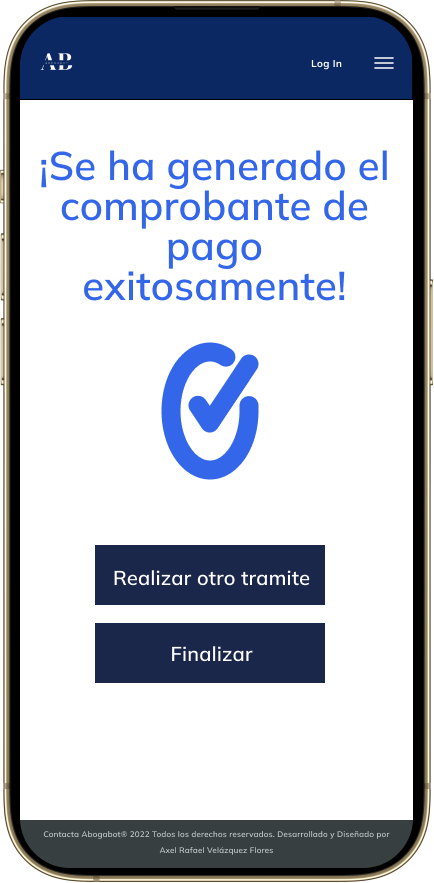 AB
Log In
¡Se ha generado el
comprobante de
pago
exitosamente!
Realizar otro tramite
Finalizar
Contacta Abogabot® 2022 Todos los derechos reservados. Desarrollado y Diseñado por
Axel Rafael Velázquez Flores